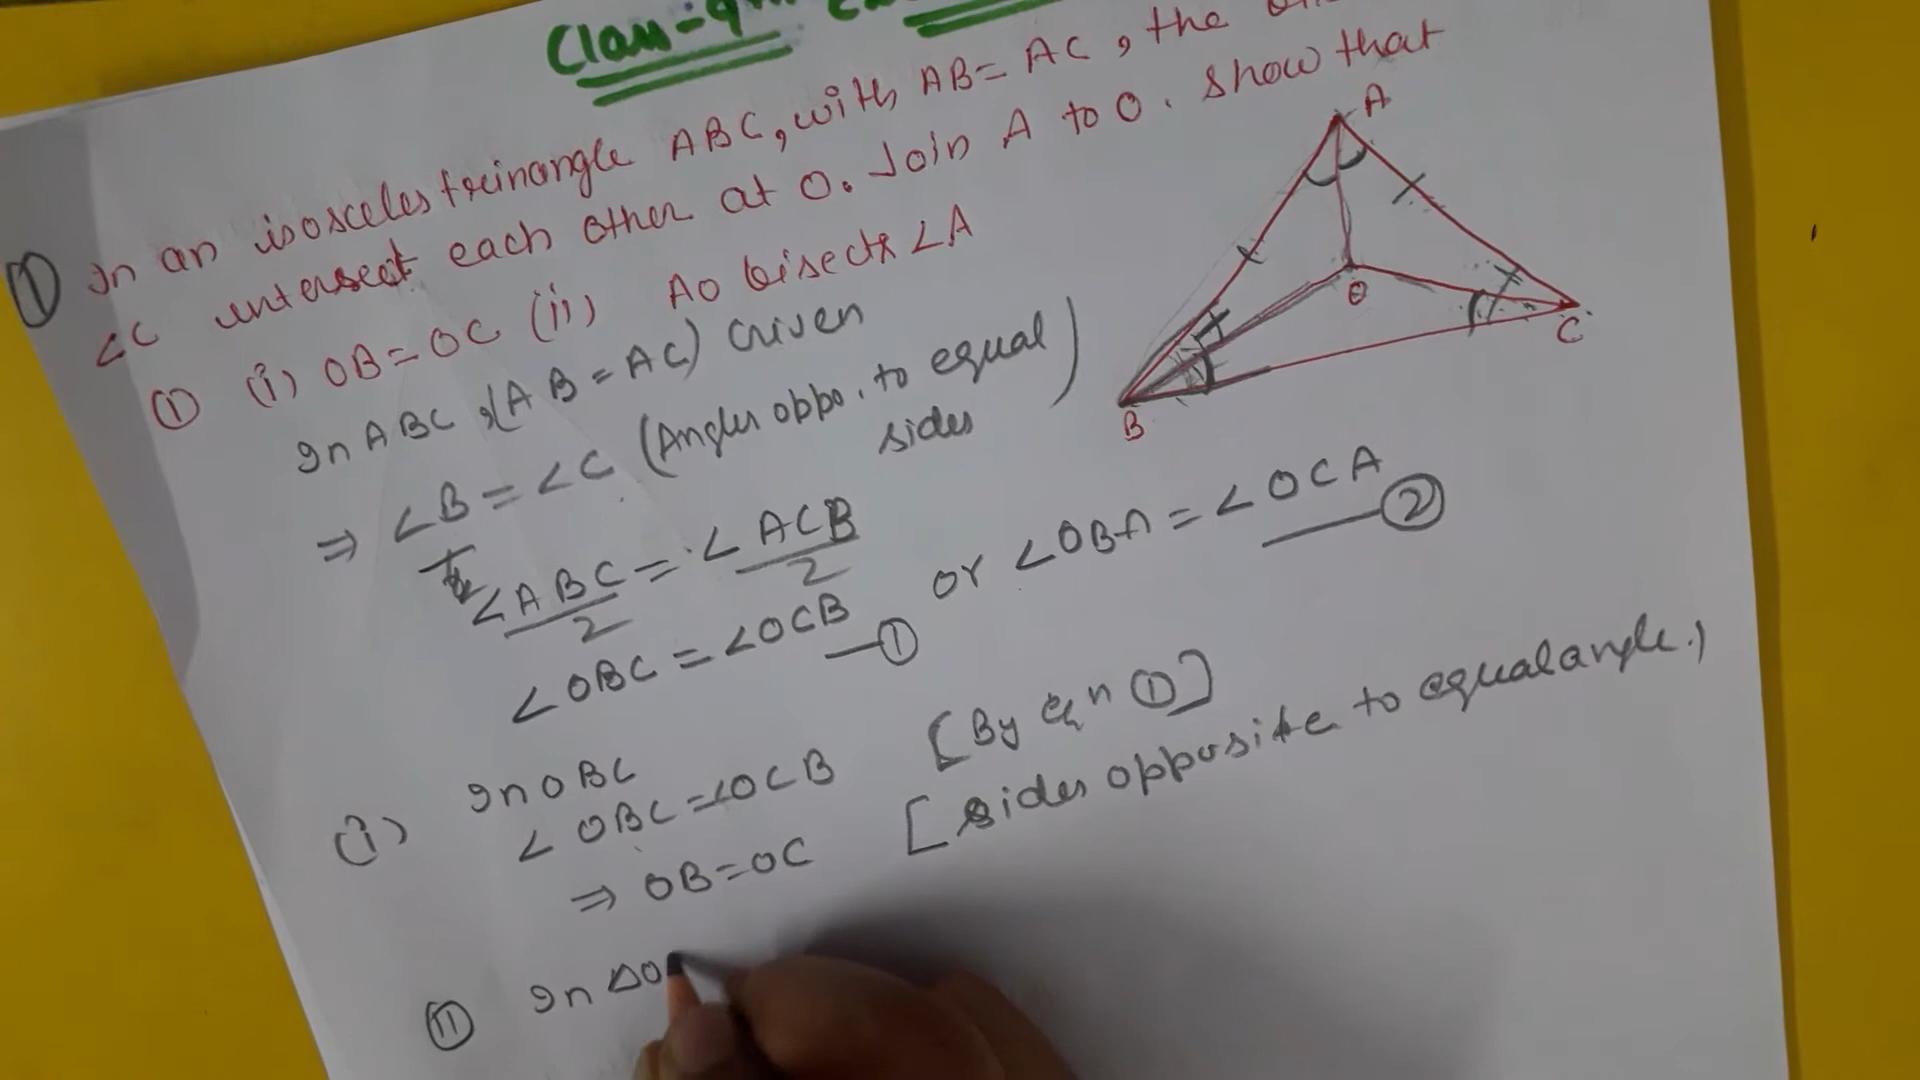 Class-9th
① In an isosceles treinangle ABC, with AB = AC, the
∠C intersect each other at O. Join A to O. Show that
① (i) OB = OC (ii) AO bisects ∠A
In ABC, (AB = AC) Given
⇒ ∠B = ∠C (Angles oppo. to equal sides)
∠ABC/2 = ∠ACB/2
∠OBC = ∠OCB —① or ∠OBA = ∠OCA —②
(i) In OBC
∠OBC = ∠OCB [By eqn ①]
⇒ OB = OC [sides opposite to equal angle,
(ii) In ΔO
A
B
C
O